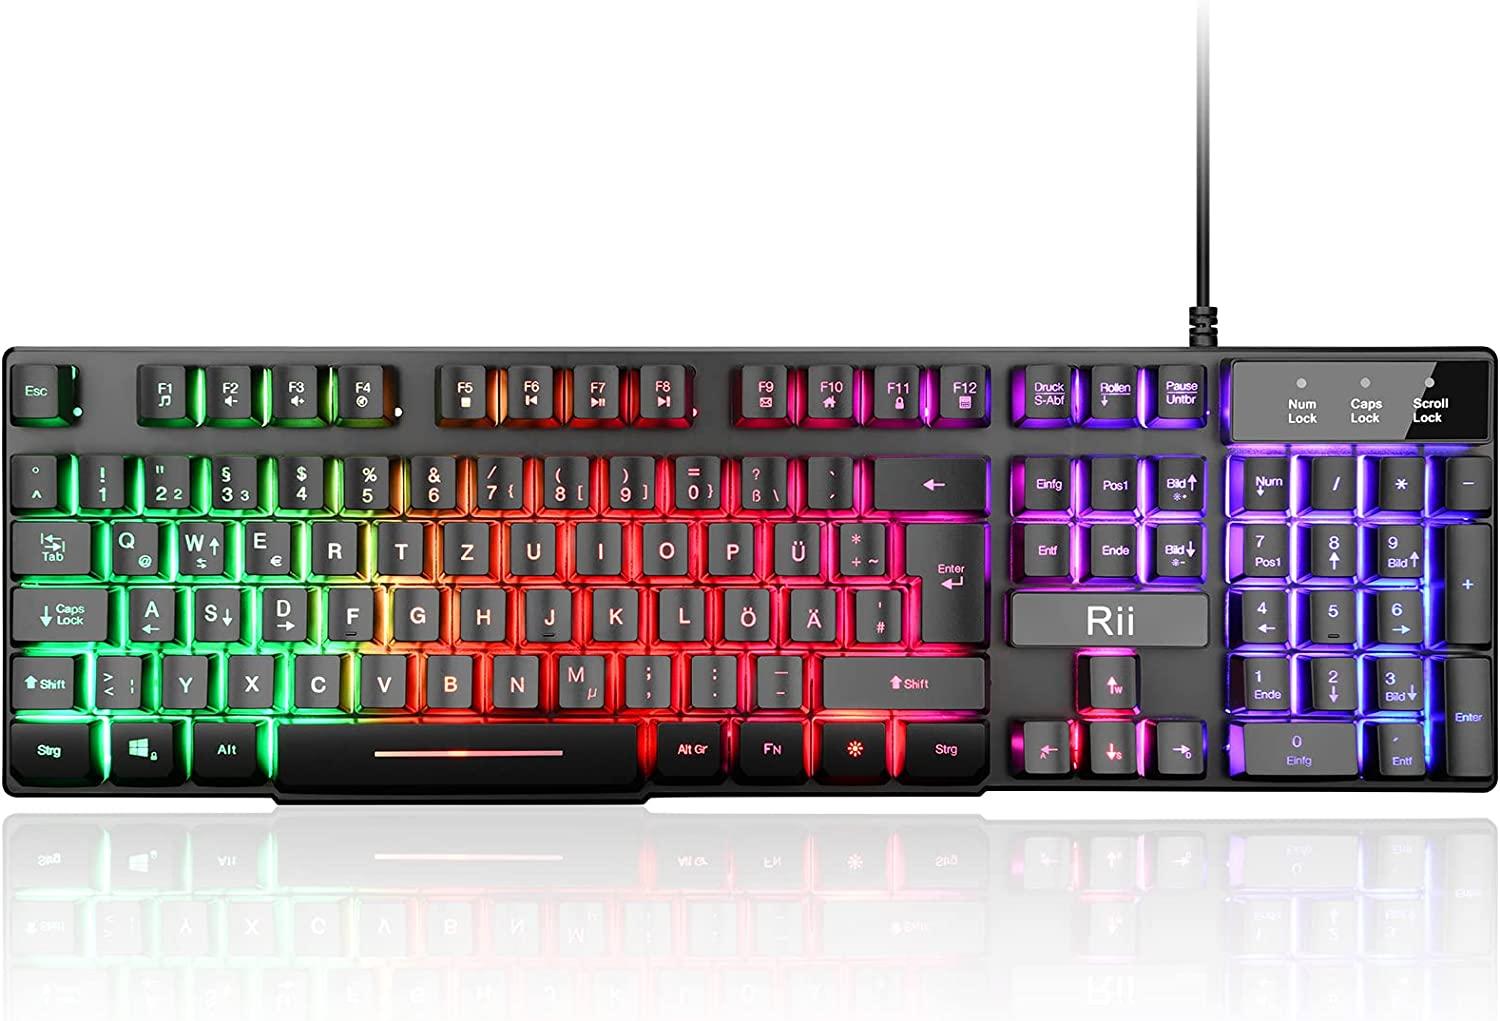 Esc F1 F2 F3 F4 F5 F6 F7 F8 F9 F10 F11 F12 Druck Rollen Pause
S-Abf Untbr
Num Caps Scroll
Lock Lock Lock
° ! " § $ % & / ( ) = ? `
^ 1 2 2 3 3 4 5 6 7 { 8 [ 9 ] 0 } ß \ ´
Einfg Pos1 Bild
Num / * −
Tab Q @ W E € R T Z U I O P Ü * + ~ Enter
Entf Ende Bild
7 8 9 +
Pos1 Bild
Caps Lock A S D F G H J K L Ö Ä ' #
Rii
4 5 6
Shift > < ¦ Y X C V B N M µ ; , : . _ - Shift
W
1 2 3 Enter
Ende Bild
Strg Alt Alt Gr FN Strg
A S D
0
Einfg Entf